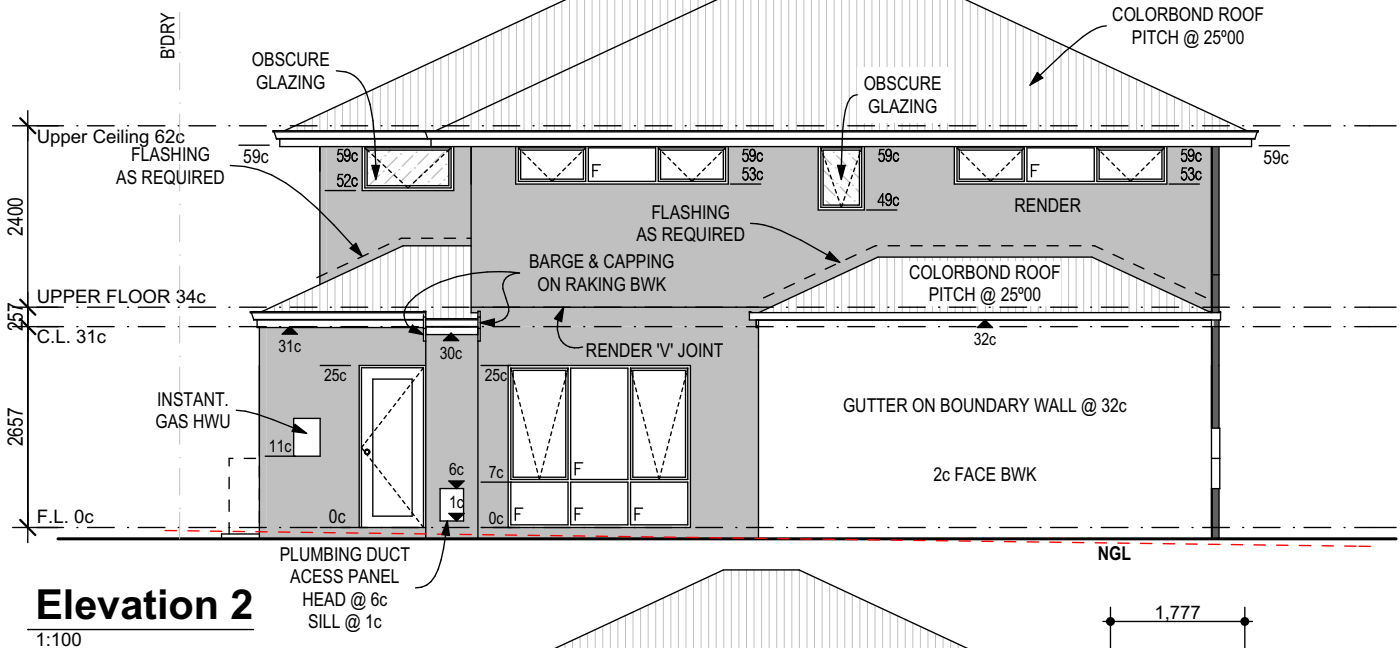 B'DRY
COLORBOND ROOF
PITCH @ 25º00
OBSCURE
GLAZING
OBSCURE
GLAZING
Upper Ceiling 62c
FLASHING
AS REQUIRED
59c
59c
52c
F
59c
53c
59c
49c
F
59c
53c
59c
RENDER
2400
FLASHING
AS REQUIRED
BARGE & CAPPING
ON RAKING BWK
COLORBOND ROOF
PITCH @ 25º00
UPPER FLOOR 34c
257
C.L. 31c
31c
30c
RENDER 'V' JOINT
32c
25c
25c
INSTANT.
GAS HWU
GUTTER ON BOUNDARY WALL @ 32c
2657
11c
6c
7c
F
2c FACE BWK
1c
F.L. 0c
0c
0c
F
F
F
NGL
PLUMBING DUCT
ACESS PANEL
HEAD @ 6c
SILL @ 1c
Elevation 2
1:100
1,777